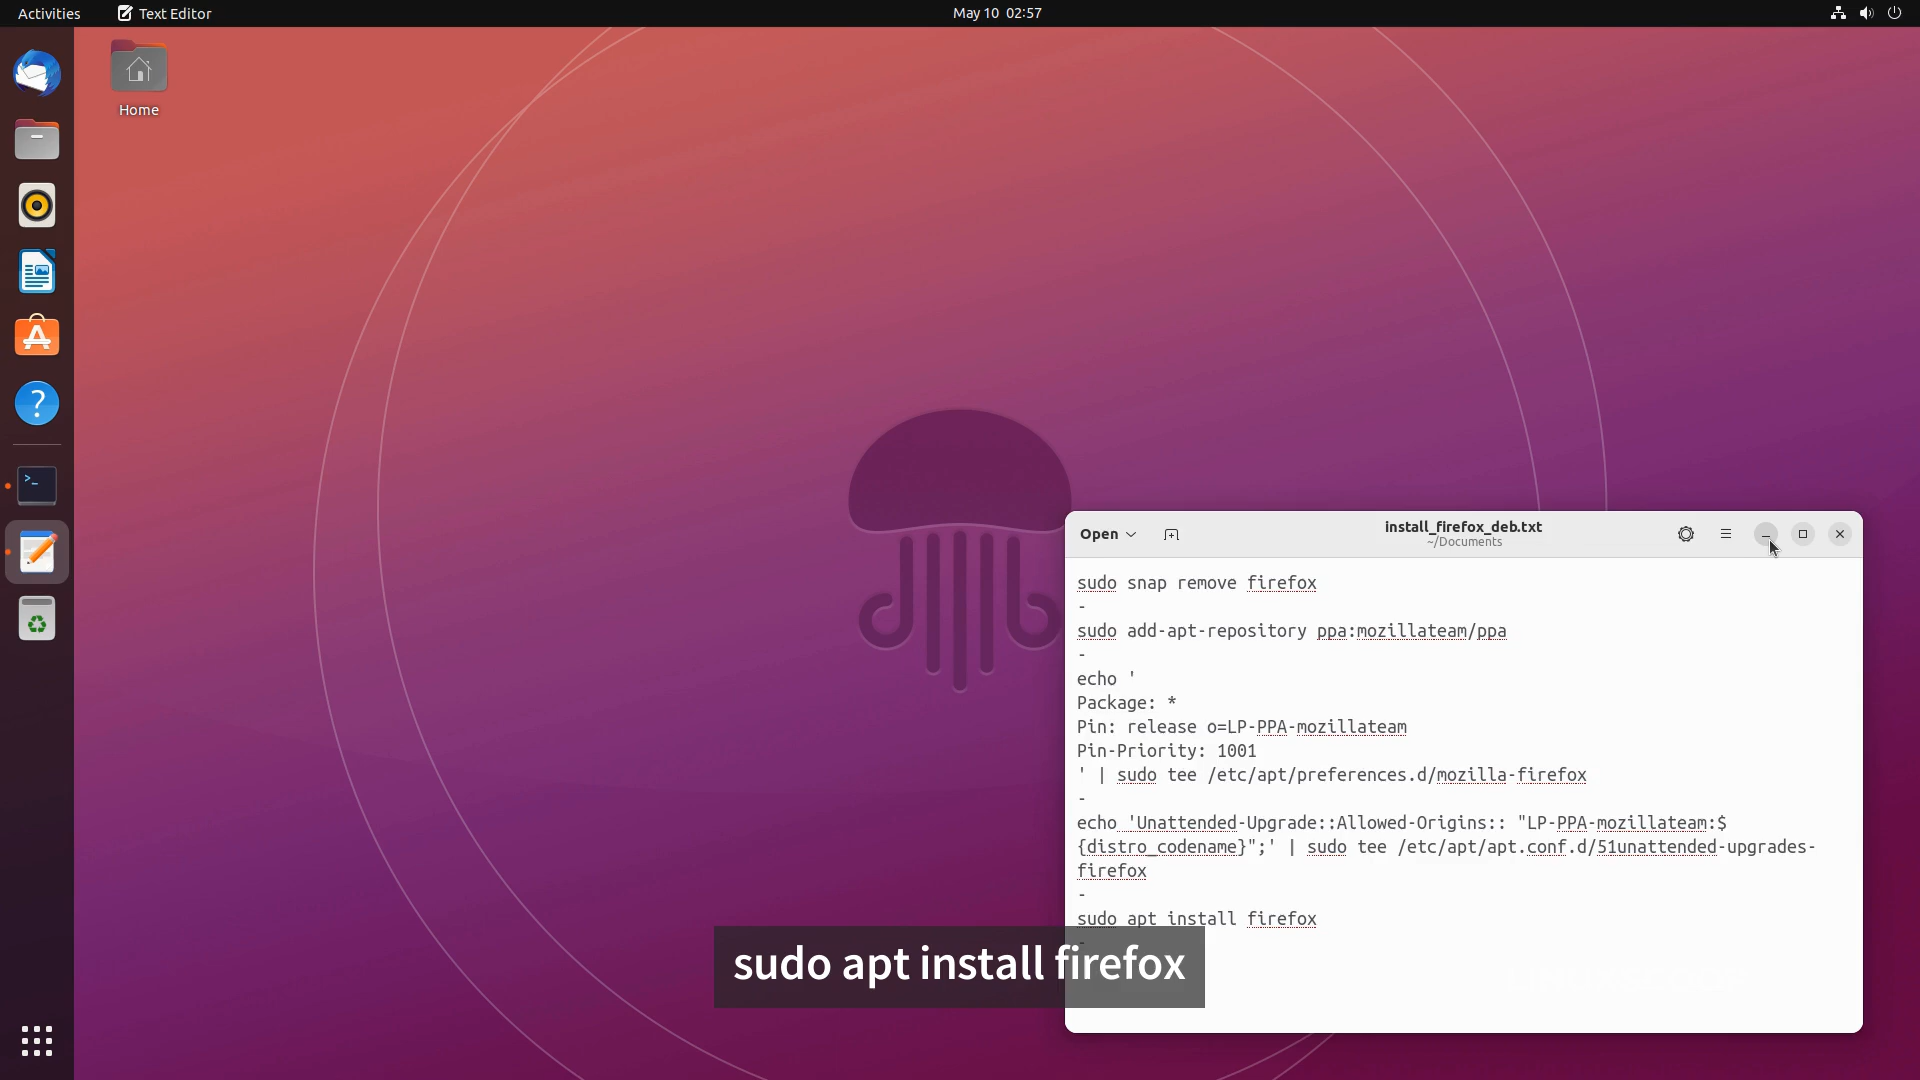 Activities
Text Editor
May 10 02:57
Home
Open
install_firefox_deb.txt
~/Documents
sudo snap remove firefox
-
sudo add-apt-repository ppa:mozillateam/ppa
-
echo '
Package: *
Pin: release o=LP-PPA-mozillateam
Pin-Priority: 1001
' | sudo tee /etc/apt/preferences.d/mozilla-firefox
-
echo 'Unattended-Upgrade::Allowed-Origins:: "LP-PPA-mozillateam:$
{distro_codename}";' | sudo tee /etc/apt/apt.conf.d/51unattended-upgrades-
firefox
-
sudo apt install firefox
-
sudo apt install firefox